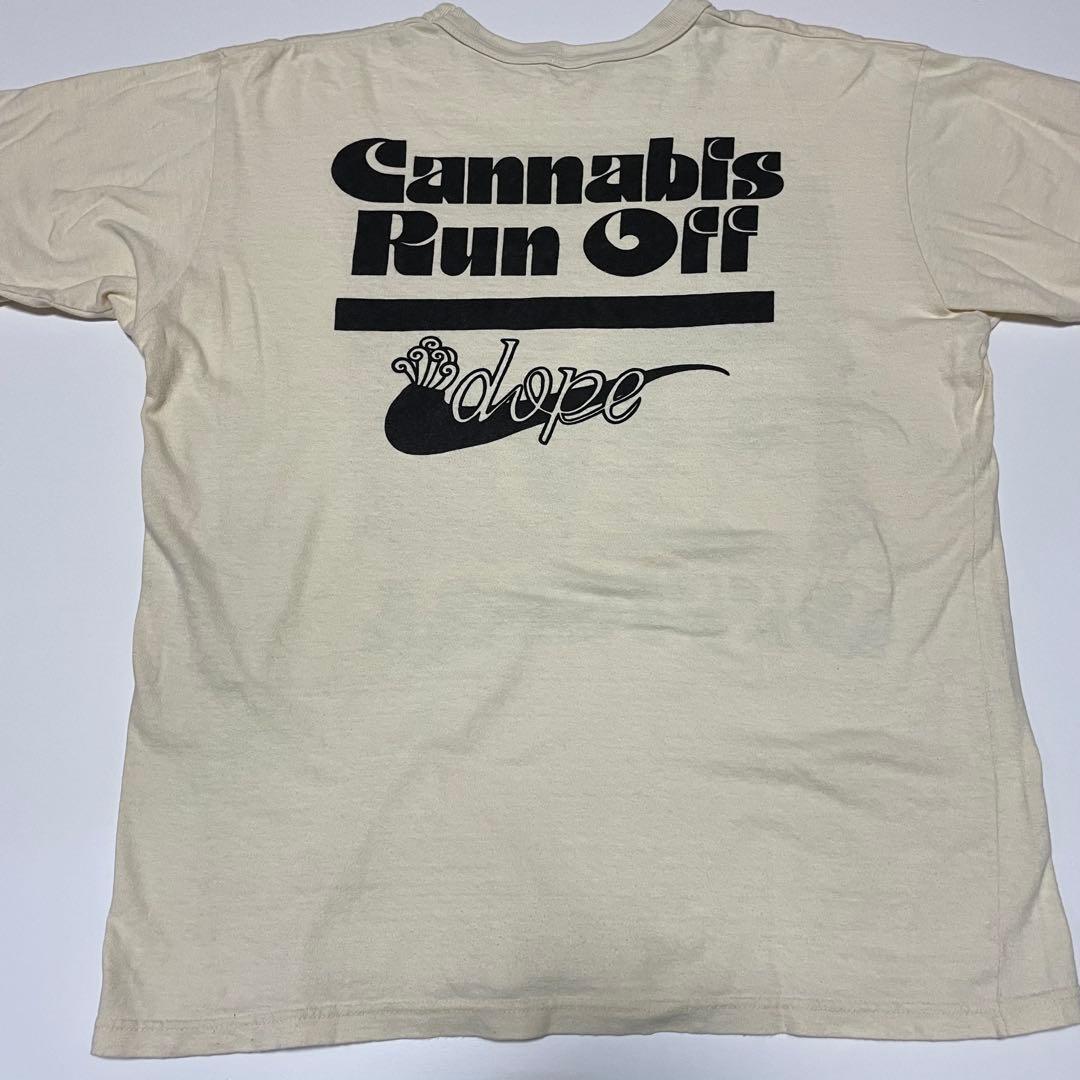 Cannabis
Run Off
dope